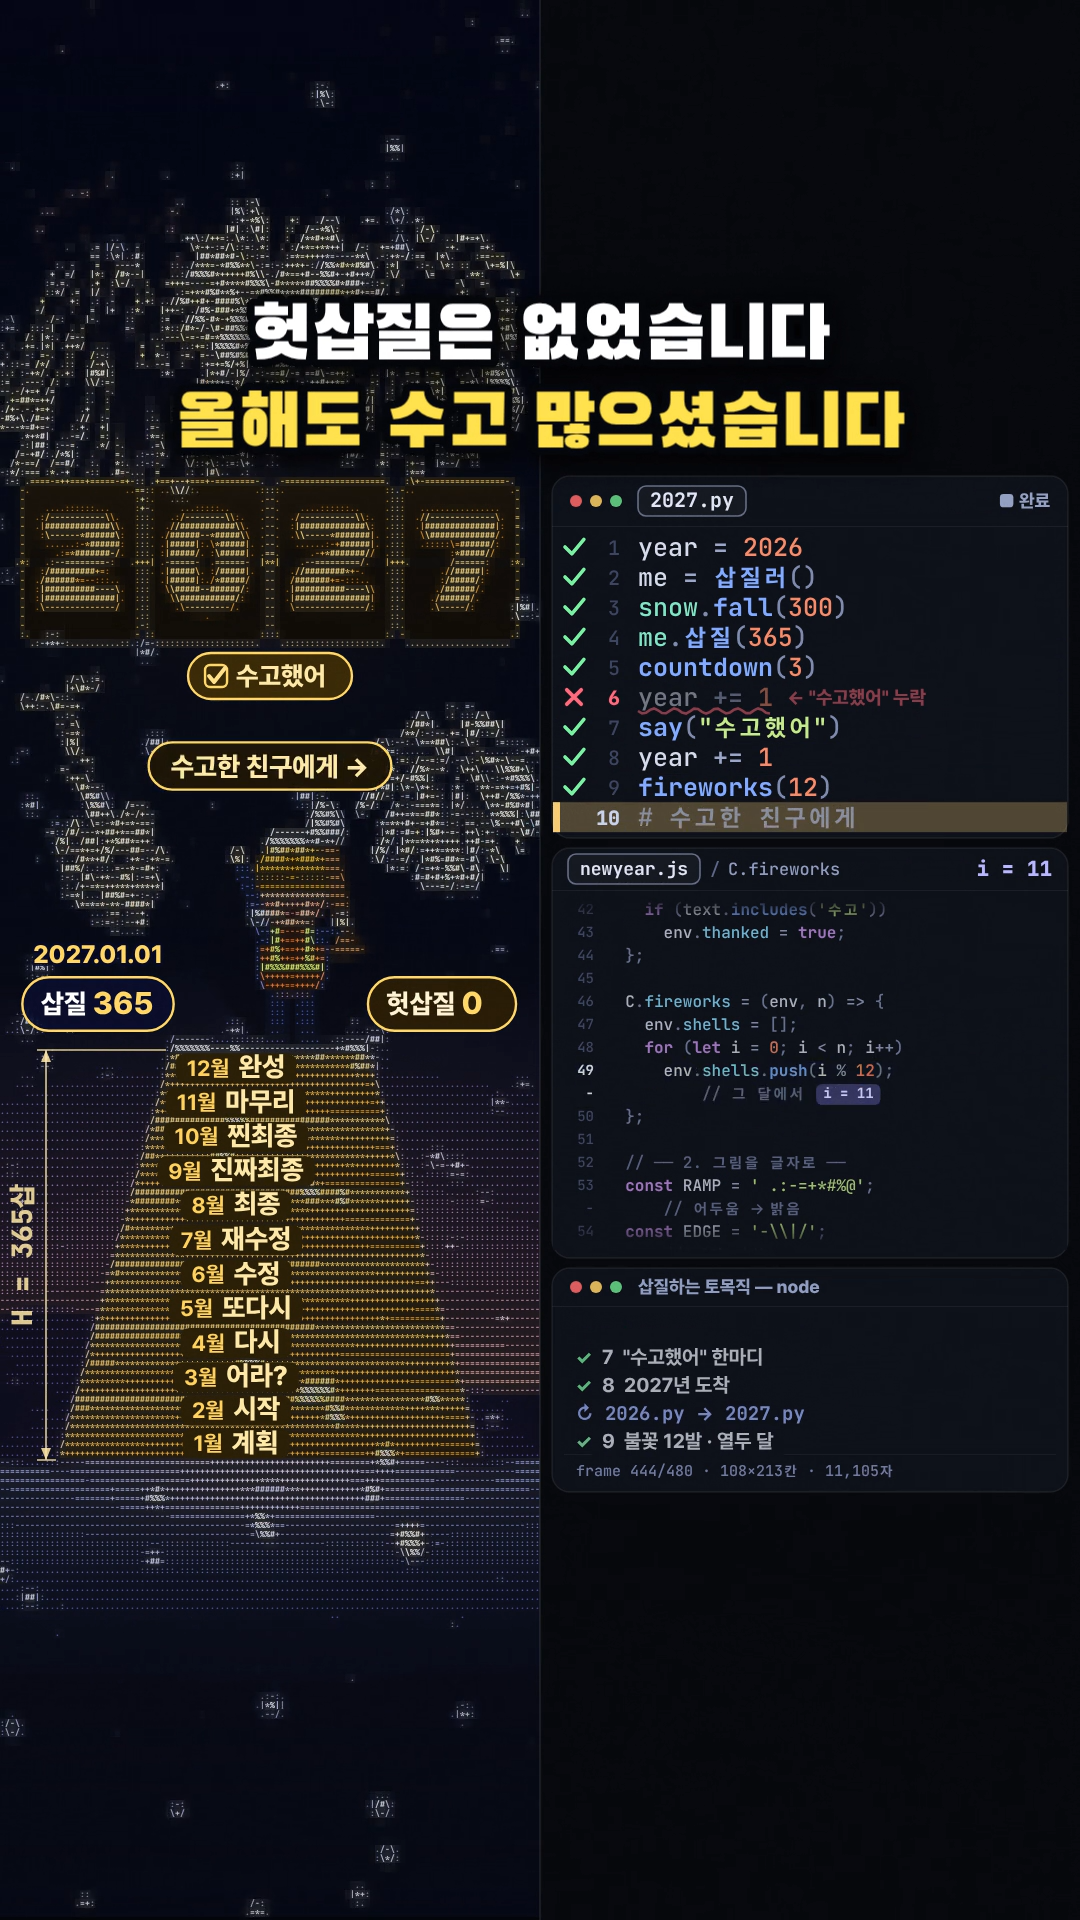 헛삽질은 없었습니다
올해도 수고 많으셨습니다
2027
☑ 수고했어
수고한 친구에게 →
2027.01.01
삽질 365
헛삽질 0
H = 365삽
12월 완성
11월 마무리
10월 찐최종
9월 진짜최종
8월 최종
7월 재수정
6월 수정
5월 또다시
4월 다시
3월 어라?
2월 시작
1월 계획
2027.py
완료
1 year = 2026
2 me = 삽질러()
3 snow.fall(300)
4 me.삽질(365)
5 countdown(3)
6 year += 1 ← "수고했어" 누락
7 say("수고했어")
8 year += 1
9 fireworks(12)
10 # 수고한 친구에게
newyear.js / C.fireworks i = 11
42 if (text.includes('수고'))
43 env.thanked = true;
44 };
45
46 C.fireworks = (env, n) => {
47 env.shells = [];
48 for (let i = 0; i < n; i++)
49 env.shells.push(i % 12);
- // 그 달에서 i = 11
50 };
51
52 // ── 2. 그림을 글자로 ──
53 const RAMP = ' .:-=+*#%@';
- // 어두움 → 밝음
54 const EDGE = '-\\|/';
삽질하는 토목직 — node
✓ 7 "수고했어" 한마디
✓ 8 2027년 도착
↻ 2026.py → 2027.py
✓ 9 불꽃 12발 · 열두 달
frame 444/480 · 108×213칸 · 11,105자